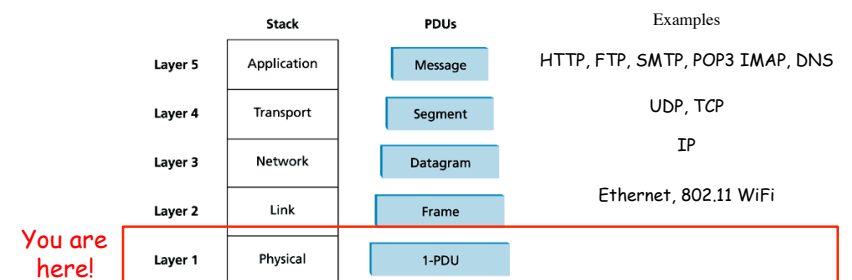 Stack PDUs Examples
Layer 5 Application Message HTTP, FTP, SMTP, POP3 IMAP, DNS
Layer 4 Transport Segment UDP, TCP
Layer 3 Network Datagram IP
Layer 2 Link Frame Ethernet, 802.11 WiFi
You are
here!
Layer 1 Physical 1-PDU